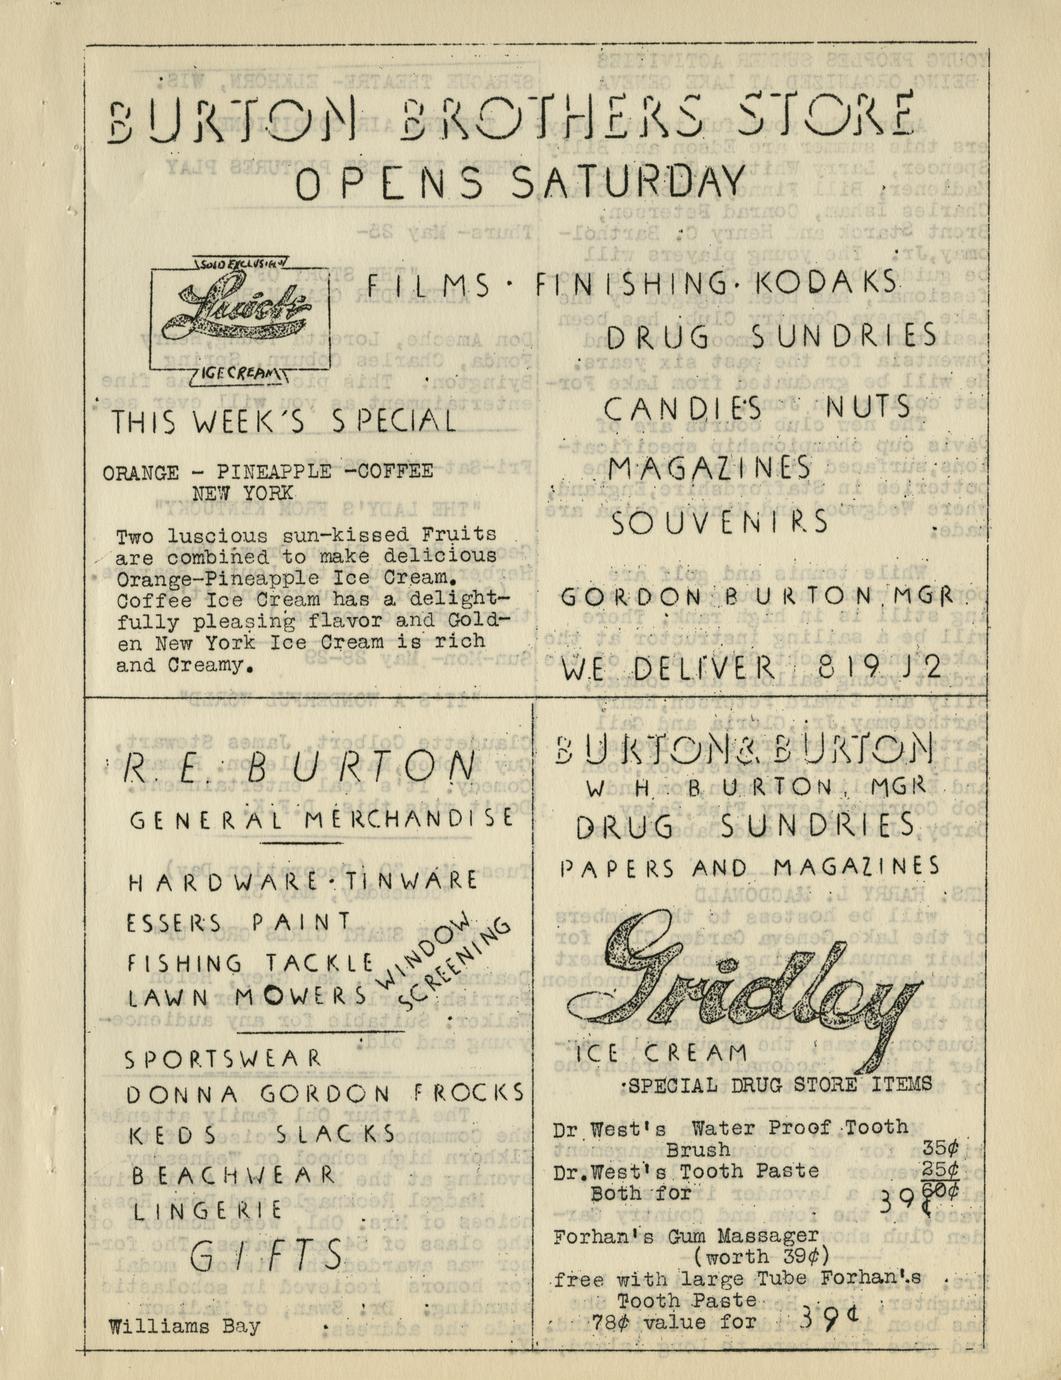 BURTON BROTHERS STORE
OPENS SATURDAY
SOLD EXCLUSIVELY
ICE CREAM
FILMS · FINISHING · KODAKS
DRUG SUNDRIES
CANDIES NUTS
MAGAZINES
SOUVENIRS
GORDON BURTON MGR.
WE DELIVER 819 J2
THIS WEEK'S SPECIAL
ORANGE - PINEAPPLE -COFFEE
NEW YORK
Two luscious sun-kissed Fruits
are combined to make delicious
Orange-Pineapple Ice Cream.
Coffee Ice Cream has a delight-
fully pleasing flavor and Gold-
en New York Ice Cream is rich
and Creamy.
R. E. BURTON
GENERAL MERCHANDISE
HARDWARE · TINWARE
ESSERS PAINT
FISHING TACKLE
LAWN MOWERS
WINDOW
SCREENING
SPORTSWEAR
DONNA GORDON FROCKS
KEDS SLACKS
BEACHWEAR
LINGERIE
GIFTS
Williams Bay
BURTON & BURTON
W. H. BURTON, MGR
DRUG SUNDRIES
PAPERS AND MAGAZINES
Gridley
ICE CREAM
SPECIAL DRUG STORE ITEMS
Dr.West's Water Proof Tooth
Brush 35¢
Dr.West's Tooth Paste 25¢
Both for 39¢ 60¢
Forhan's Gum Massager
(worth 39¢)
free with large Tube Forhan's
Tooth Paste
78¢ value for 39¢